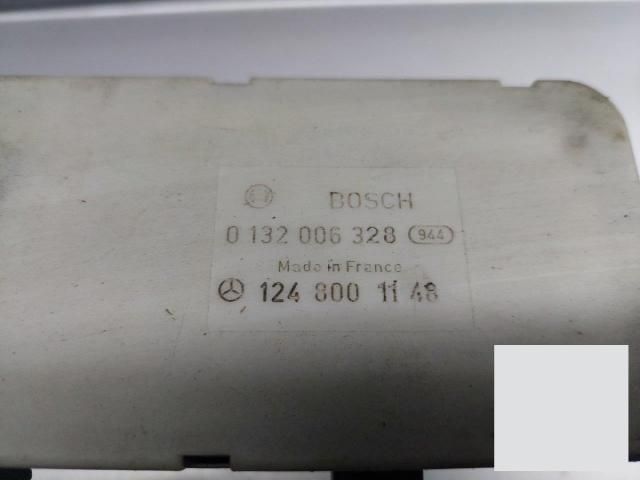 BOSCH
0 132 006 328 944
Made in France
124 800 11 48